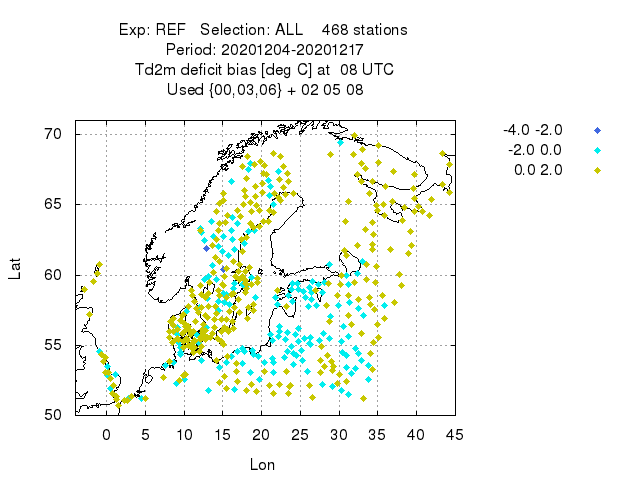 Exp: REF   Selection: ALL    468 stations
Period: 20201204-20201217
Td2m deficit bias [deg C] at  08 UTC
Used {00,03,06} + 02 05 08
-4.0 -2.0
-2.0 0.0
0.0 2.0
70
65
60
55
50
Lat
0 5 10 15 20 25 30 35 40 45
Lon